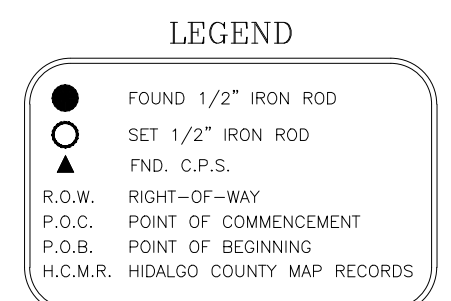 LEGEND
FOUND 1/2" IRON ROD
SET 1/2" IRON ROD
FND. C.P.S.
R.O.W. RIGHT-OF-WAY
P.O.C. POINT OF COMMENCEMENT
P.O.B. POINT OF BEGINNING
H.C.M.R. HIDALGO COUNTY MAP RECORDS